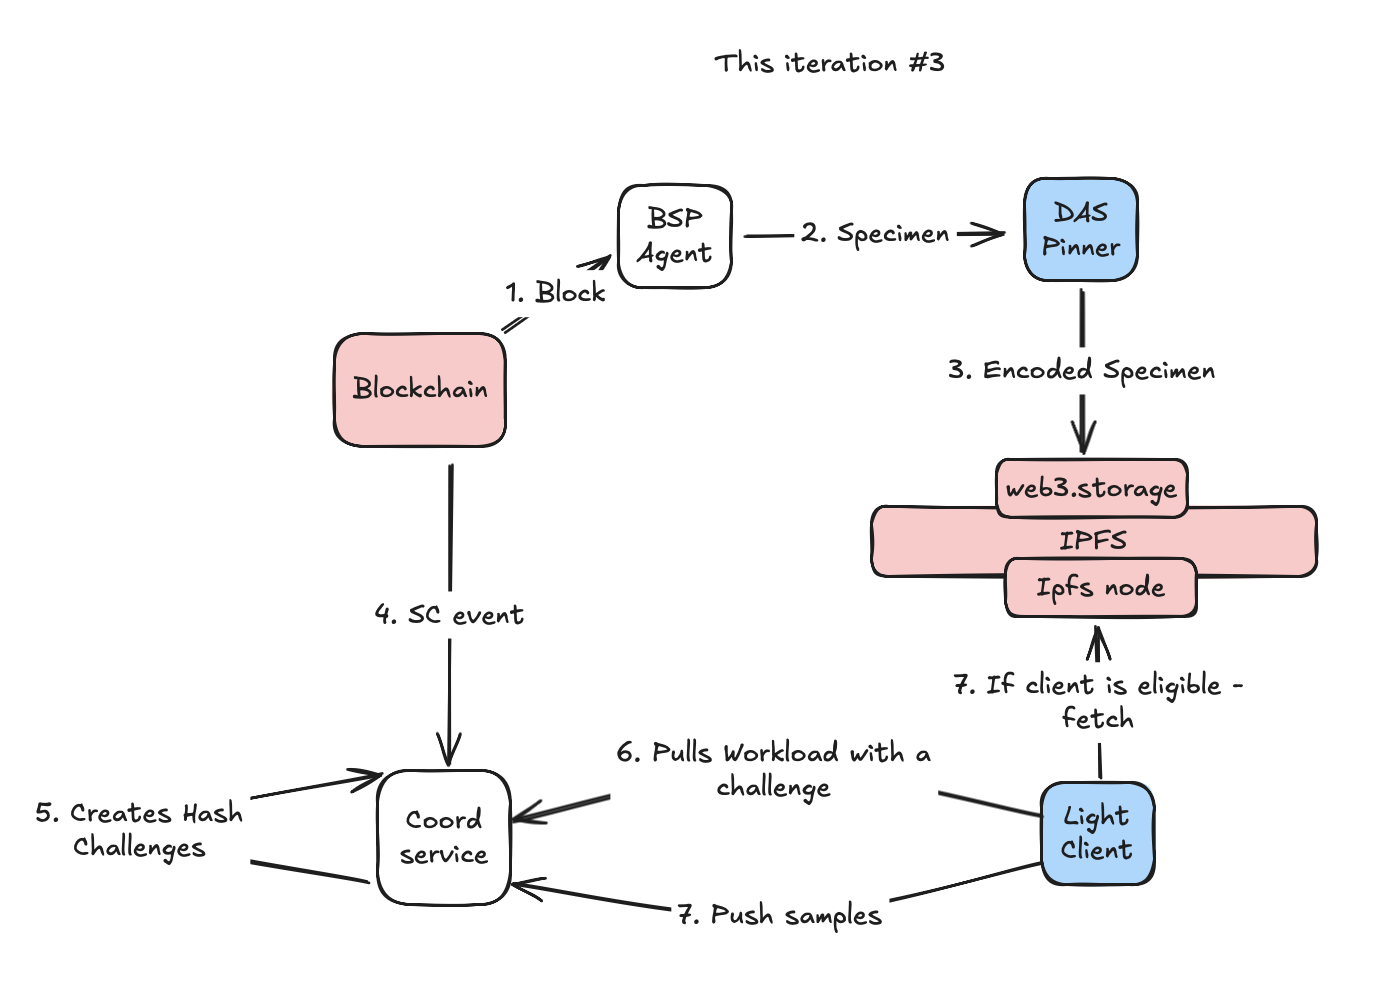 This iteration #3
BSP
Agent
2. Specimen
DAS
Pinner
1. Block
Blockchain
3. Encoded Specimen
web3.storage
IPFS
Ipfs node
4. SC event
7. If client is eligible -
fetch
6. Pulls Workload with a
challenge
5. Creates Hash
Challenges
Coord
service
Light
Client
7. Push samples